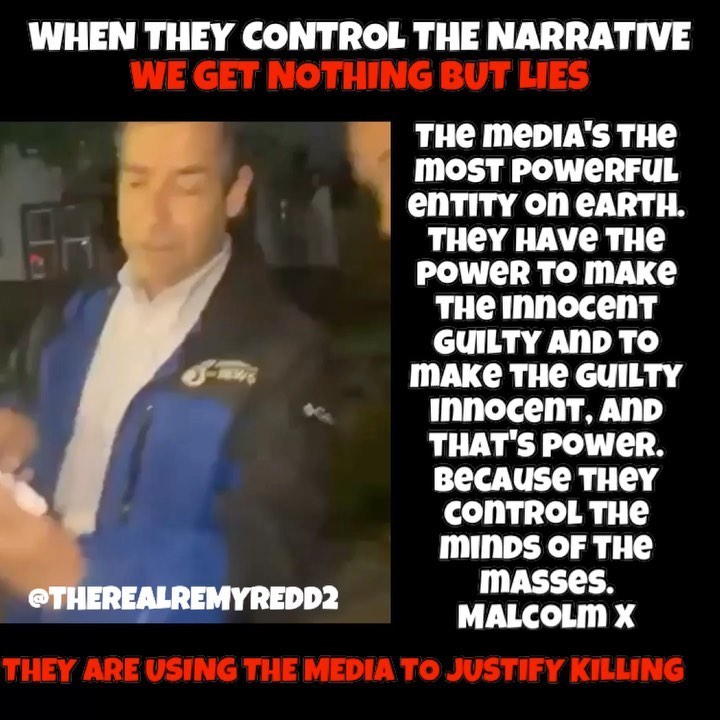 WHEN THEY CONTROL THE NARRATIVE
WE GET NOTHING BUT LIES
THE MEDIA'S THE
MOST POWERFUL
ENTITY ON EARTH.
THEY HAVE THE
POWER TO MAKE
THE INNOCENT
GUILTY AND TO
MAKE THE GUILTY
INNOCENT, AND
THAT'S POWER.
BECAUSE THEY
CONTROL THE
MINDS OF THE
MASSES.
MALCOLM X
NEWS
@THEREALREMYREDD2
THEY ARE USING THE MEDIA TO JUSTIFY KILLING